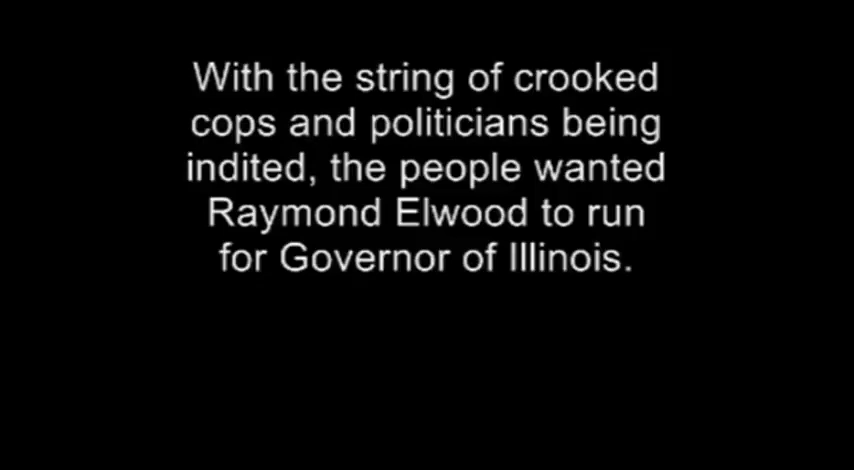 With the string of crooked
cops and politicians being
indited, the people wanted
Raymond Elwood to run
for Governor of Illinois.